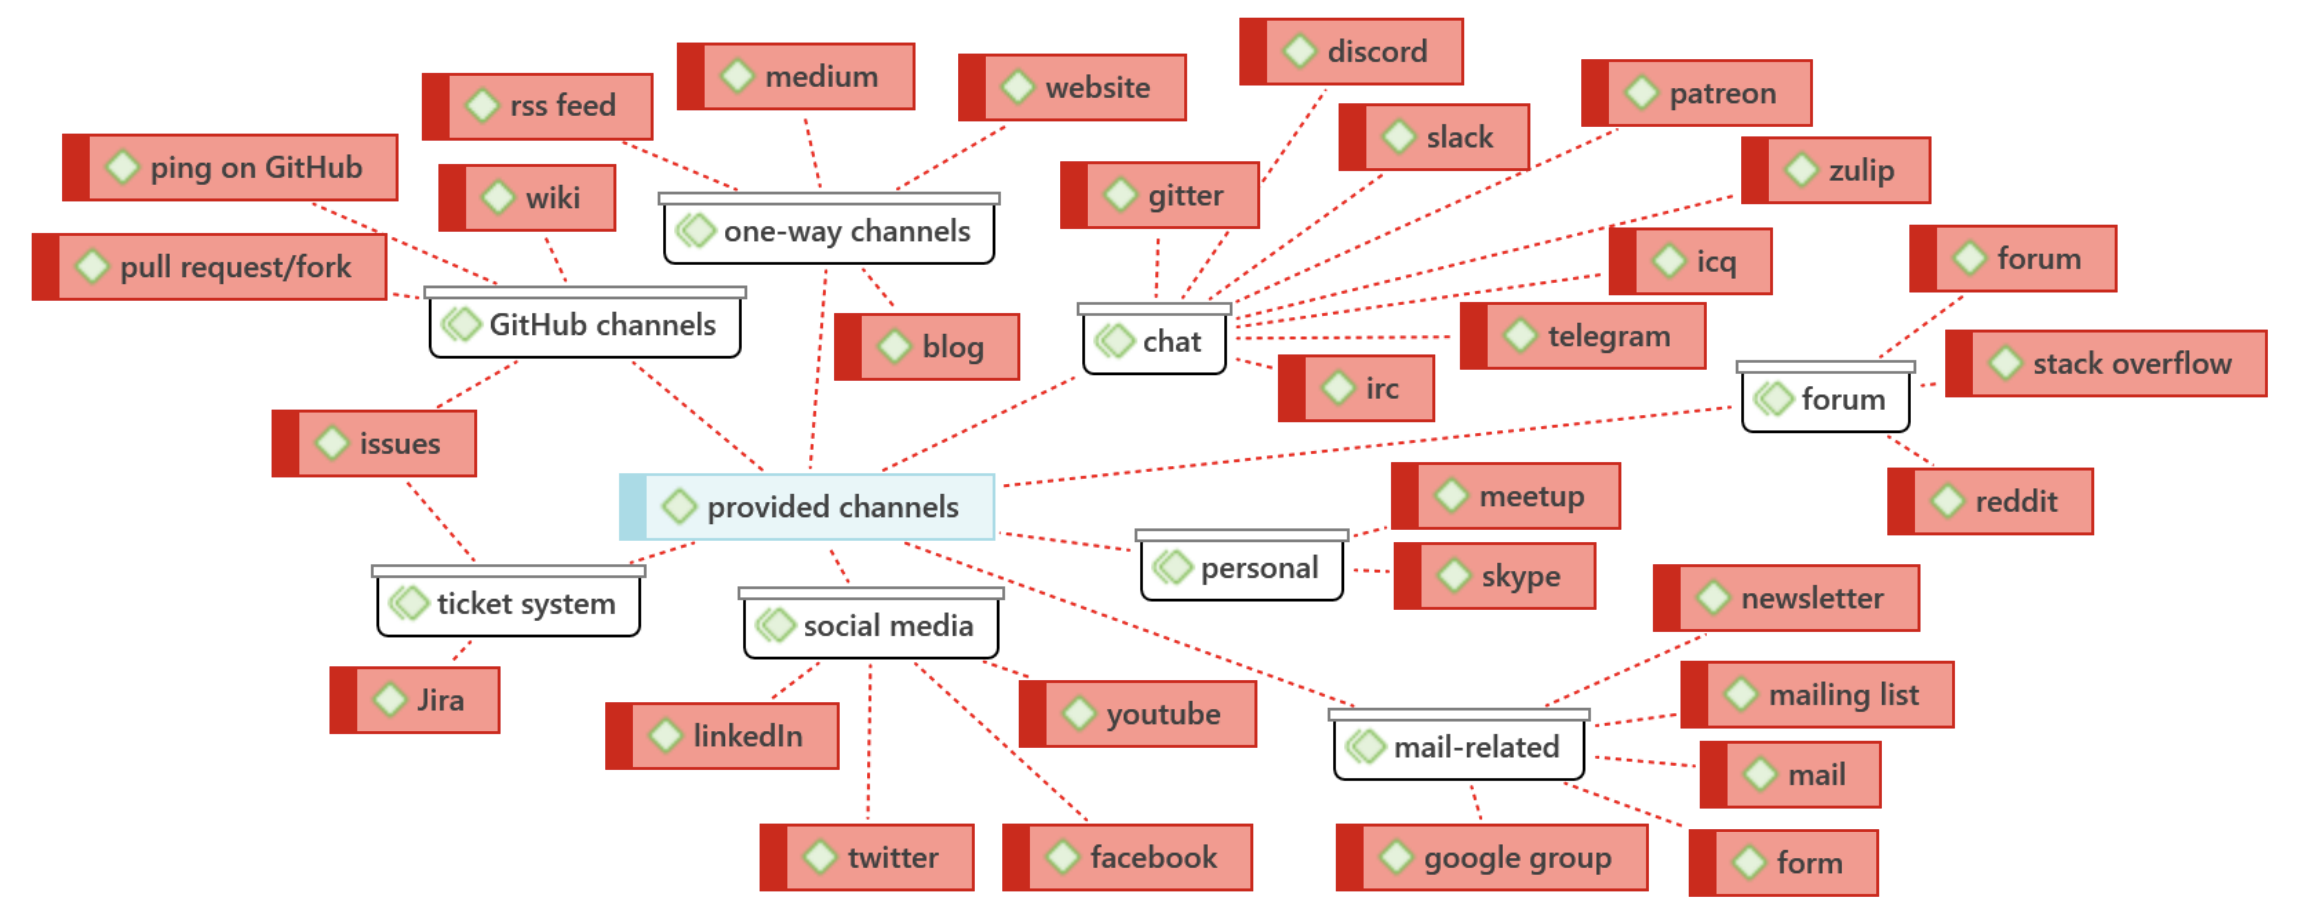 discord
medium
website
patreon
rss feed
slack
ping on GitHub
zulip
wiki
gitter
one-way channels
forum
icq
pull request/fork
GitHub channels
telegram
chat
blog
stack overflow
irc
forum
issues
meetup
reddit
provided channels
personal
skype
newsletter
ticket system
social media
mailing list
Jira
youtube
linkedIn
mail-related
mail
twitter
facebook
google group
form